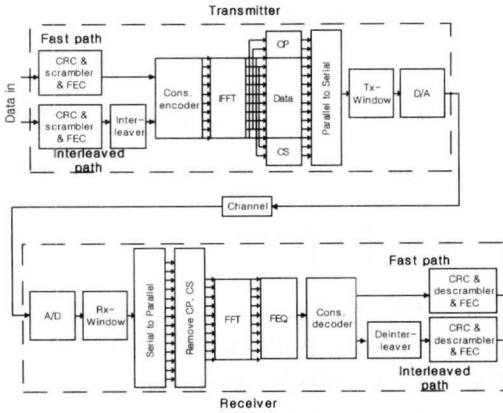 Transmitter
Fast path
Data in
CRC &
scrambler
& FEC
CRC &
scrambler
& FEC
Inter-
leaver
Interleaved
path
Cons.
encoder
IFFT
CP
Data
CS
Parallel to Serial
Tx-
Window
D/A
Channel
A/D
Rx-
Window
Serial to Parallel
Remove CP, CS
FFT
FEQ
Cons.
decoder
Fast path
CRC &
descrambler
& FEC
Deinter-
leaver
CRC &
descrambler
& FEC
Interleaved
path
Receiver